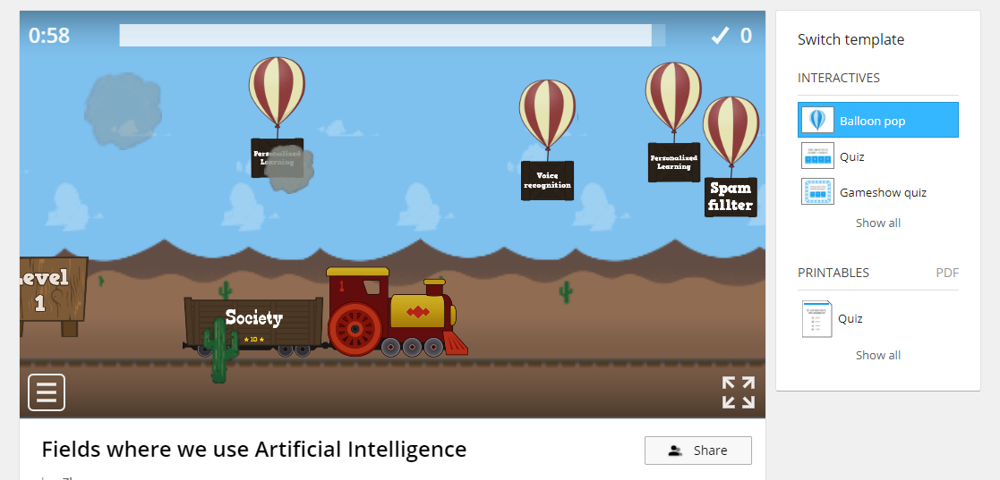 0:58
0
Personalized
Learning
Voice
recognition
Personalized
Learning
Spam
fillter
evel
1
1
Society
10
Fields where we use Artificial Intelligence
Share
Switch template
INTERACTIVES
Balloon pop
Quiz
Gameshow quiz
Show all
PRINTABLES PDF
Quiz
Show all